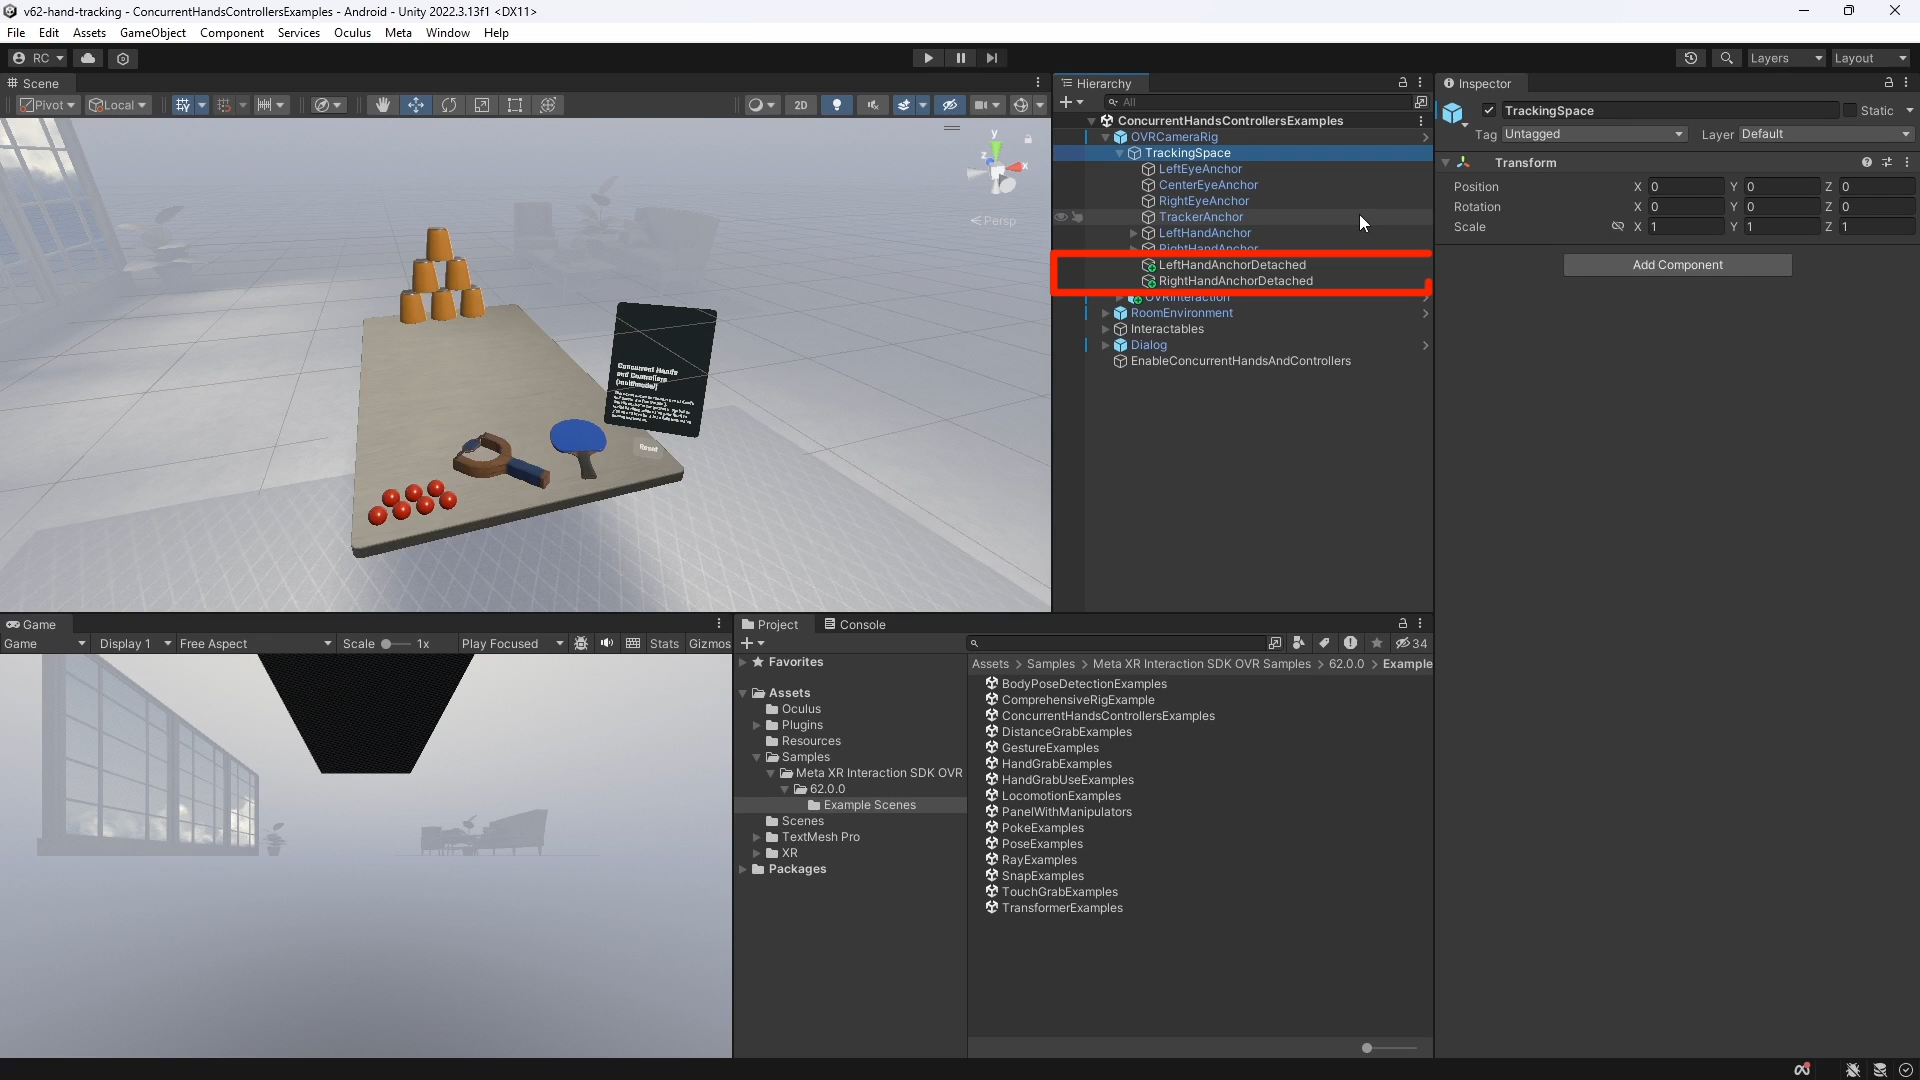 v62-hand-tracking - ConcurrentHandsControllersExamples - Android - Unity 2022.3.13f1 <DX11>
File Edit Assets GameObject Component Services Oculus Meta Window Help
RC Layers Layout
Scene
Pivot Local 2D
y
x
z
Persp
Concurrent Hands
and Controllers
(multimodal)
Reset
Hierarchy
All
ConcurrentHandsControllersExamples
OVRCameraRig
TrackingSpace
LeftEyeAnchor
CenterEyeAnchor
RightEyeAnchor
TrackerAnchor
LeftHandAnchor
RightHandAnchor
LeftHandAnchorDetached
RightHandAnchorDetached
OVRInteraction
RoomEnvironment
Interactables
Dialog
EnableConcurrentHandsAndControllers
Inspector
TrackingSpace Static
Tag Untagged Layer Default
Transform
Position X 0 Y 0 Z 0
Rotation X 0 Y 0 Z 0
Scale X 1 Y 1 Z 1
Add Component
Game
Game Display 1 Free Aspect Scale 1x Play Focused Stats Gizmos
Project Console
34
Favorites
Assets
Oculus
Plugins
Resources
Samples
Meta XR Interaction SDK OVR
62.0.0
Example Scenes
Scenes
TextMesh Pro
XR
Packages
Assets > Samples > Meta XR Interaction SDK OVR Samples > 62.0.0 > Example
BodyPoseDetectionExamples
ComprehensiveRigExample
ConcurrentHandsControllersExamples
DistanceGrabExamples
GestureExamples
HandGrabExamples
HandGrabUseExamples
LocomotionExamples
PanelWithManipulators
PokeExamples
PoseExamples
RayExamples
SnapExamples
TouchGrabExamples
TransformerExamples